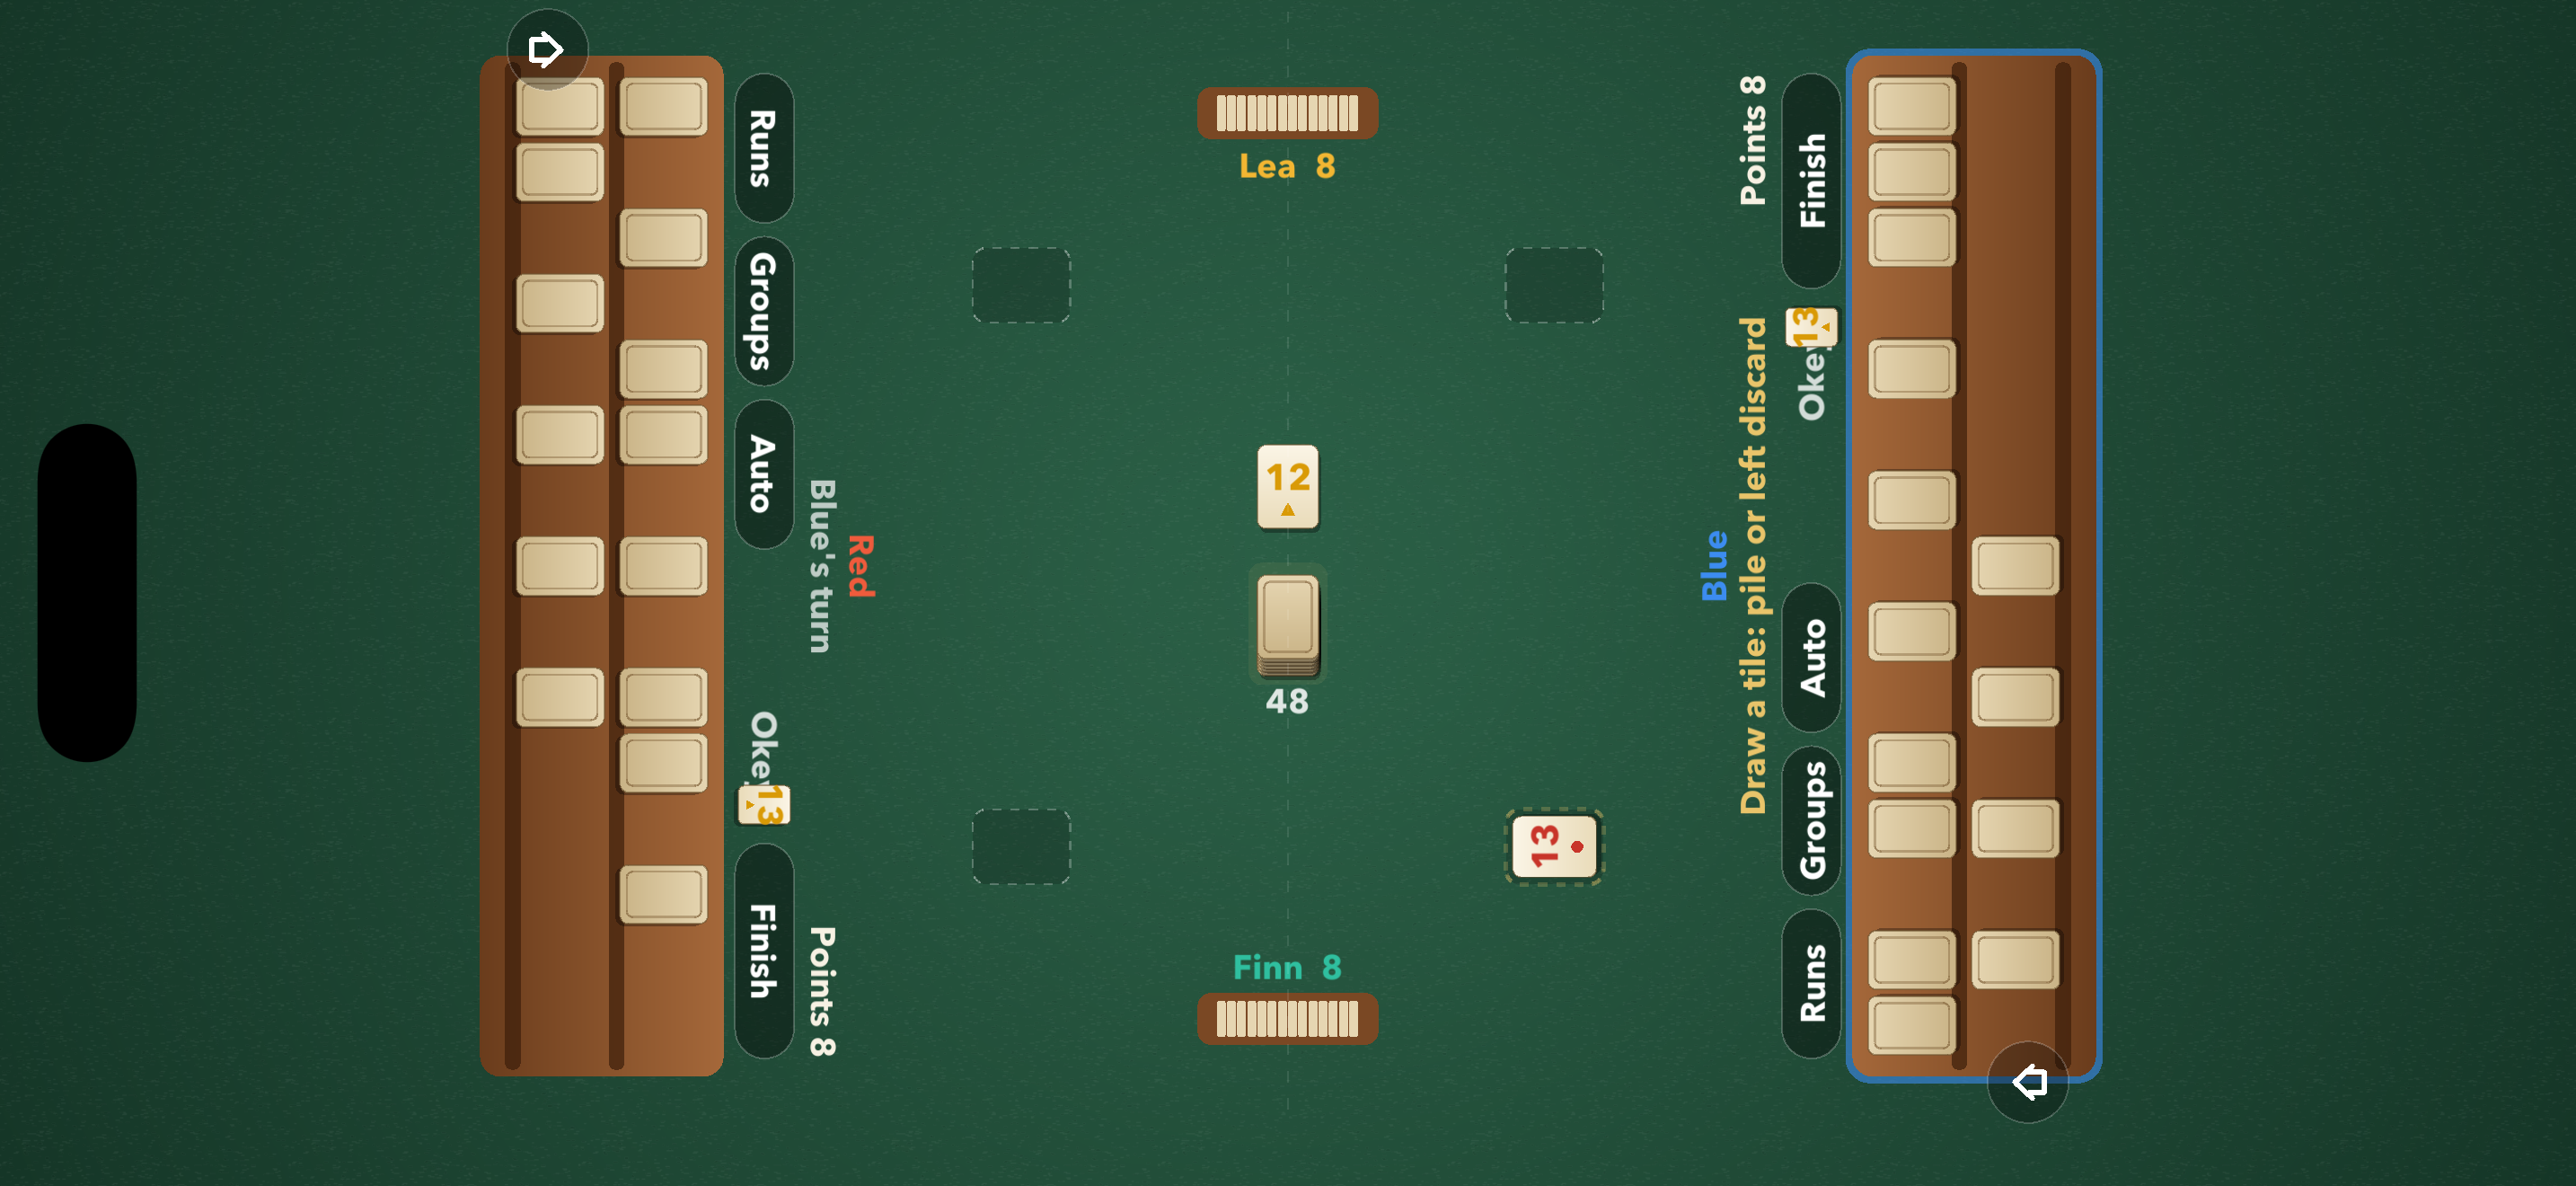 Runs
Groups
Auto
Okey
13
Finish
Blue's turn
Red
Points 8
Lea 8
12
48
Finn 8
13
Blue
Draw a tile: pile or left discard
Points 8
Runs
Groups
Auto
Okey
13
Finish